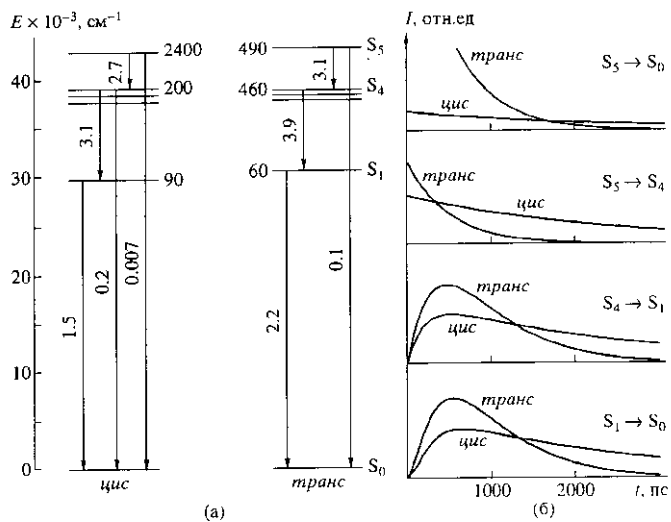 E × 10⁻³, см⁻¹
40
30
20
10
0
2400
2.7
200
3.1
90
0.007
0.2
1.5
цис
490
S₅
3.1
460
S₄
3.9
60
S₁
0.1
2.2
S₀
транс
(а)
I, отн.ед
транс
S₅ → S₀
цис
транс
S₅ → S₄
цис
транс
S₄ → S₁
цис
транс
S₁ → S₀
цис
1000
2000
t, пс
(б)